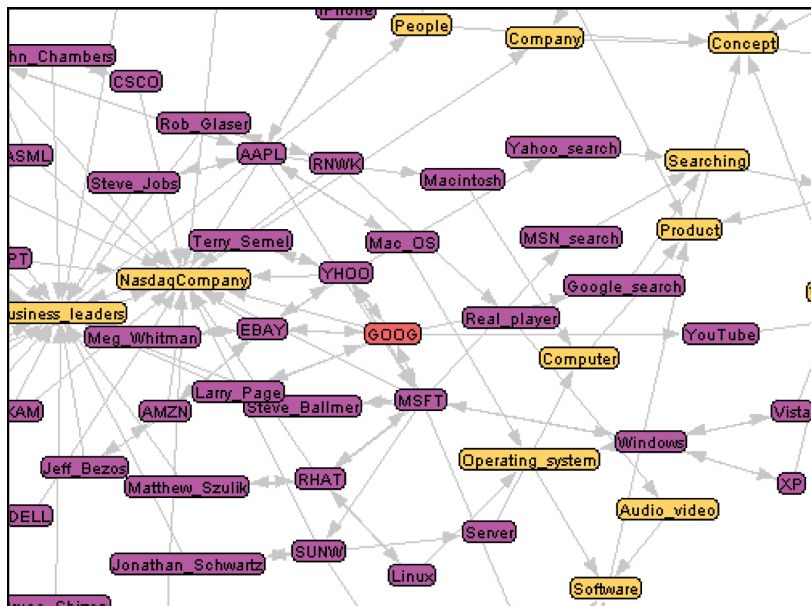 iPhone
People
Company
Concept
hn_Chambers
CSCO
Rob_Glaser
AAPL
RNWK
Yahoo_search
ASML
Searching
Steve_Jobs
Macintosh
Product
Terry_Semel
Mac_OS
MSN_search
PT
NasdaqCompany
YHOO
Google_search
usiness_leaders
Real_player
Meg_Whitman
EBAY
GOOG
YouTube
Computer
Larry_Page
Steve_Ballmer
MSFT
KAM
AMZN
Vista
Windows
Operating_system
Jeff_Bezos
Matthew_Szulik
RHAT
XP
DELL
Audio_video
Server
SUNW
Jonathan_Schwartz
Linux
Software